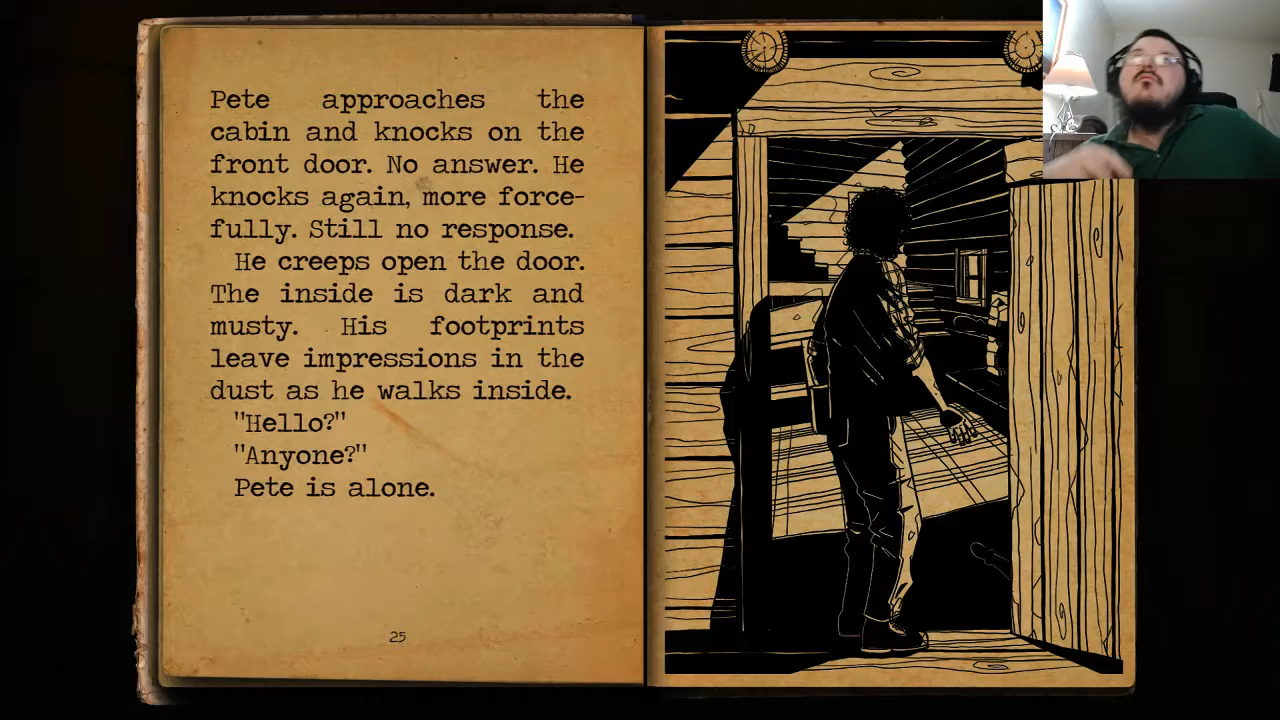 Pete approaches the
cabin and knocks on the
front door. No answer. He
knocks again, more force-
fully. Still no response.
He creeps open the door.
The inside is dark and
musty. His footprints
leave impressions in the
dust as he walks inside.
"Hello?"
"Anyone?"
Pete is alone.
25